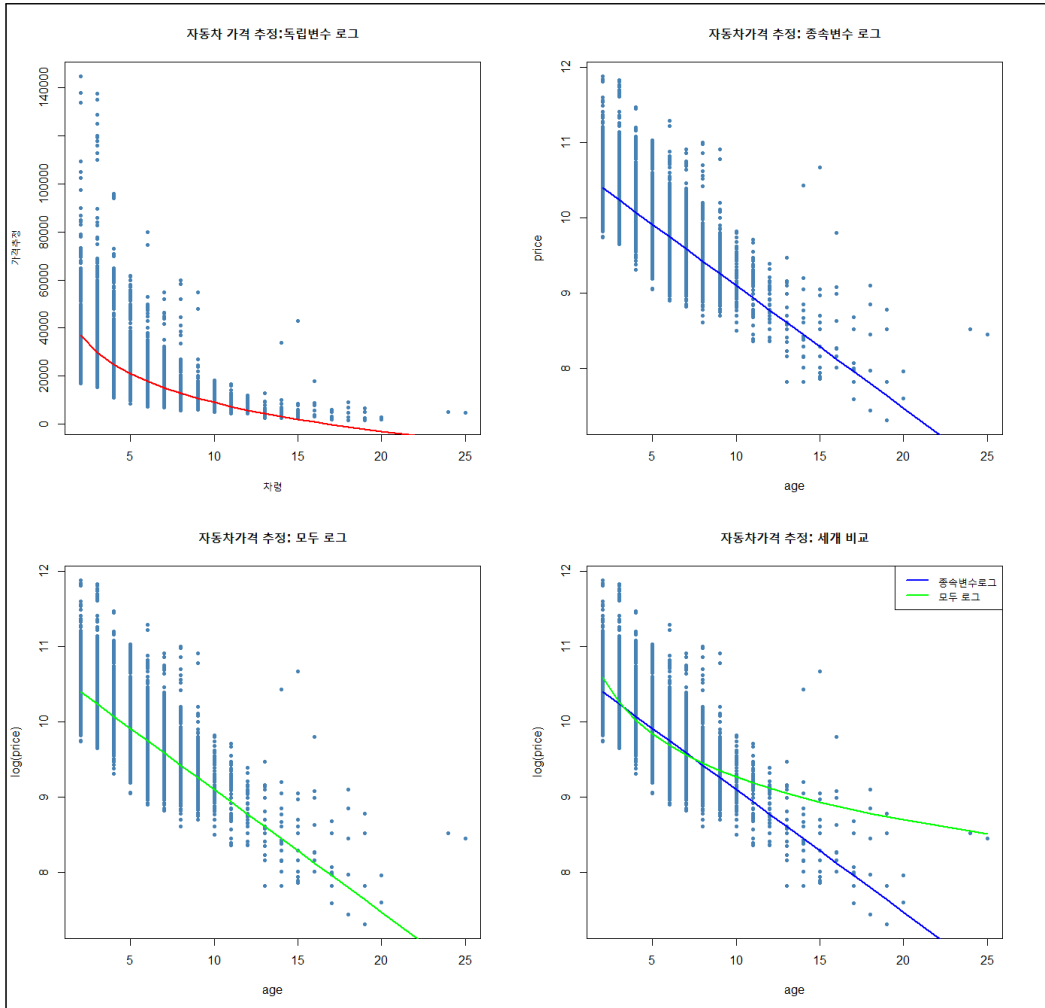 자동차 가격 추정:독립변수 로그
가격추정
140000
100000
80000
60000
40000
20000
0
5 10 15 20 25
차령
자동차가격 추정: 종속변수 로그
price
12
11
10
9
8
5 10 15 20 25
age
자동차가격 추정: 모두 로그
log(price)
12
11
10
9
8
5 10 15 20 25
age
자동차가격 추정: 세개 비교
종속변수로그
모두 로그
log(price)
12
11
10
9
8
5 10 15 20 25
age